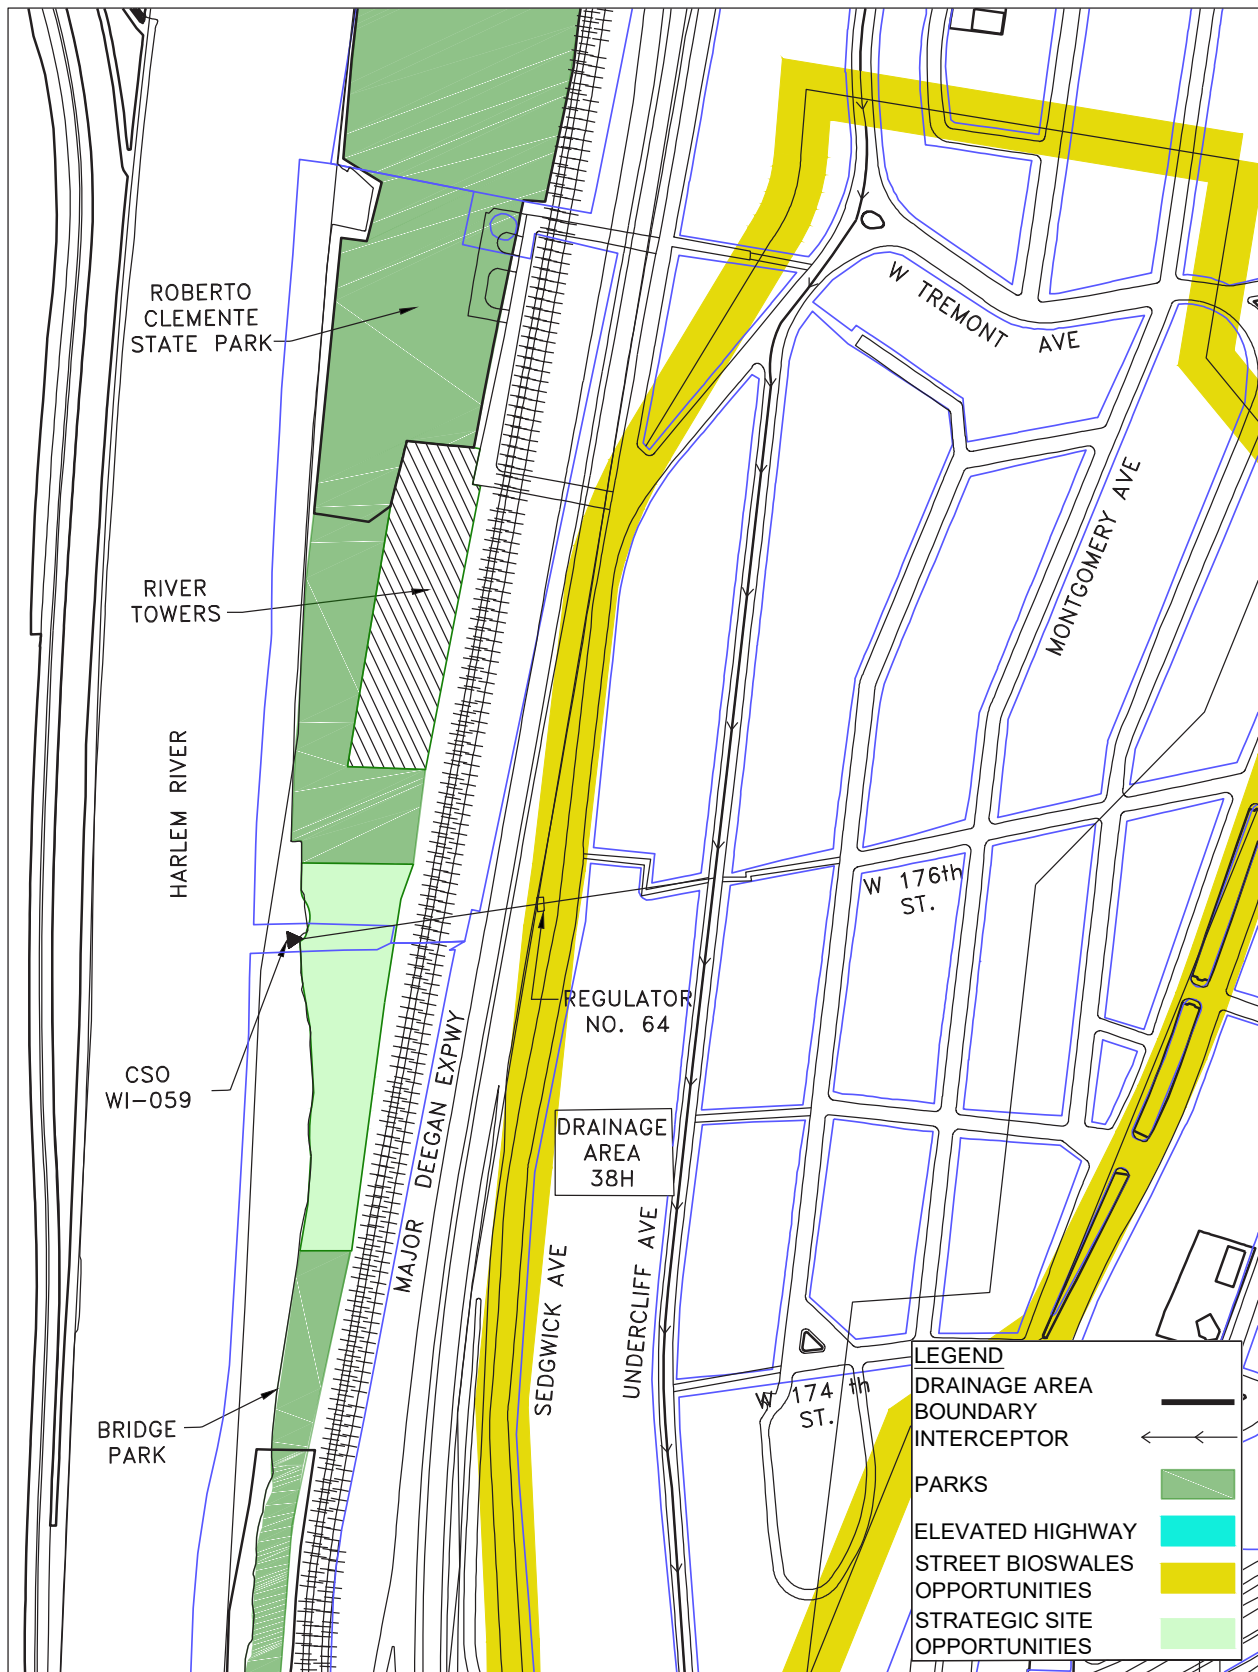 ROBERTO
CLEMENTE
STATE PARK
W TREMONT AVE
MONTGOMERY AVE
RIVER
TOWERS
HARLEM RIVER
W 176th
ST.
REGULATOR
NO. 64
CSO
WI-059
MAJOR DEEGAN EXPWY
DRAINAGE
AREA
38H
SEDGWICK AVE
UNDERCLIFF AVE
W 174 th
ST.
BRIDGE
PARK
LEGEND
DRAINAGE AREA
BOUNDARY
INTERCEPTOR
PARKS
ELEVATED HIGHWAY
STREET BIOSWALES
OPPORTUNITIES
STRATEGIC SITE
OPPORTUNITIES